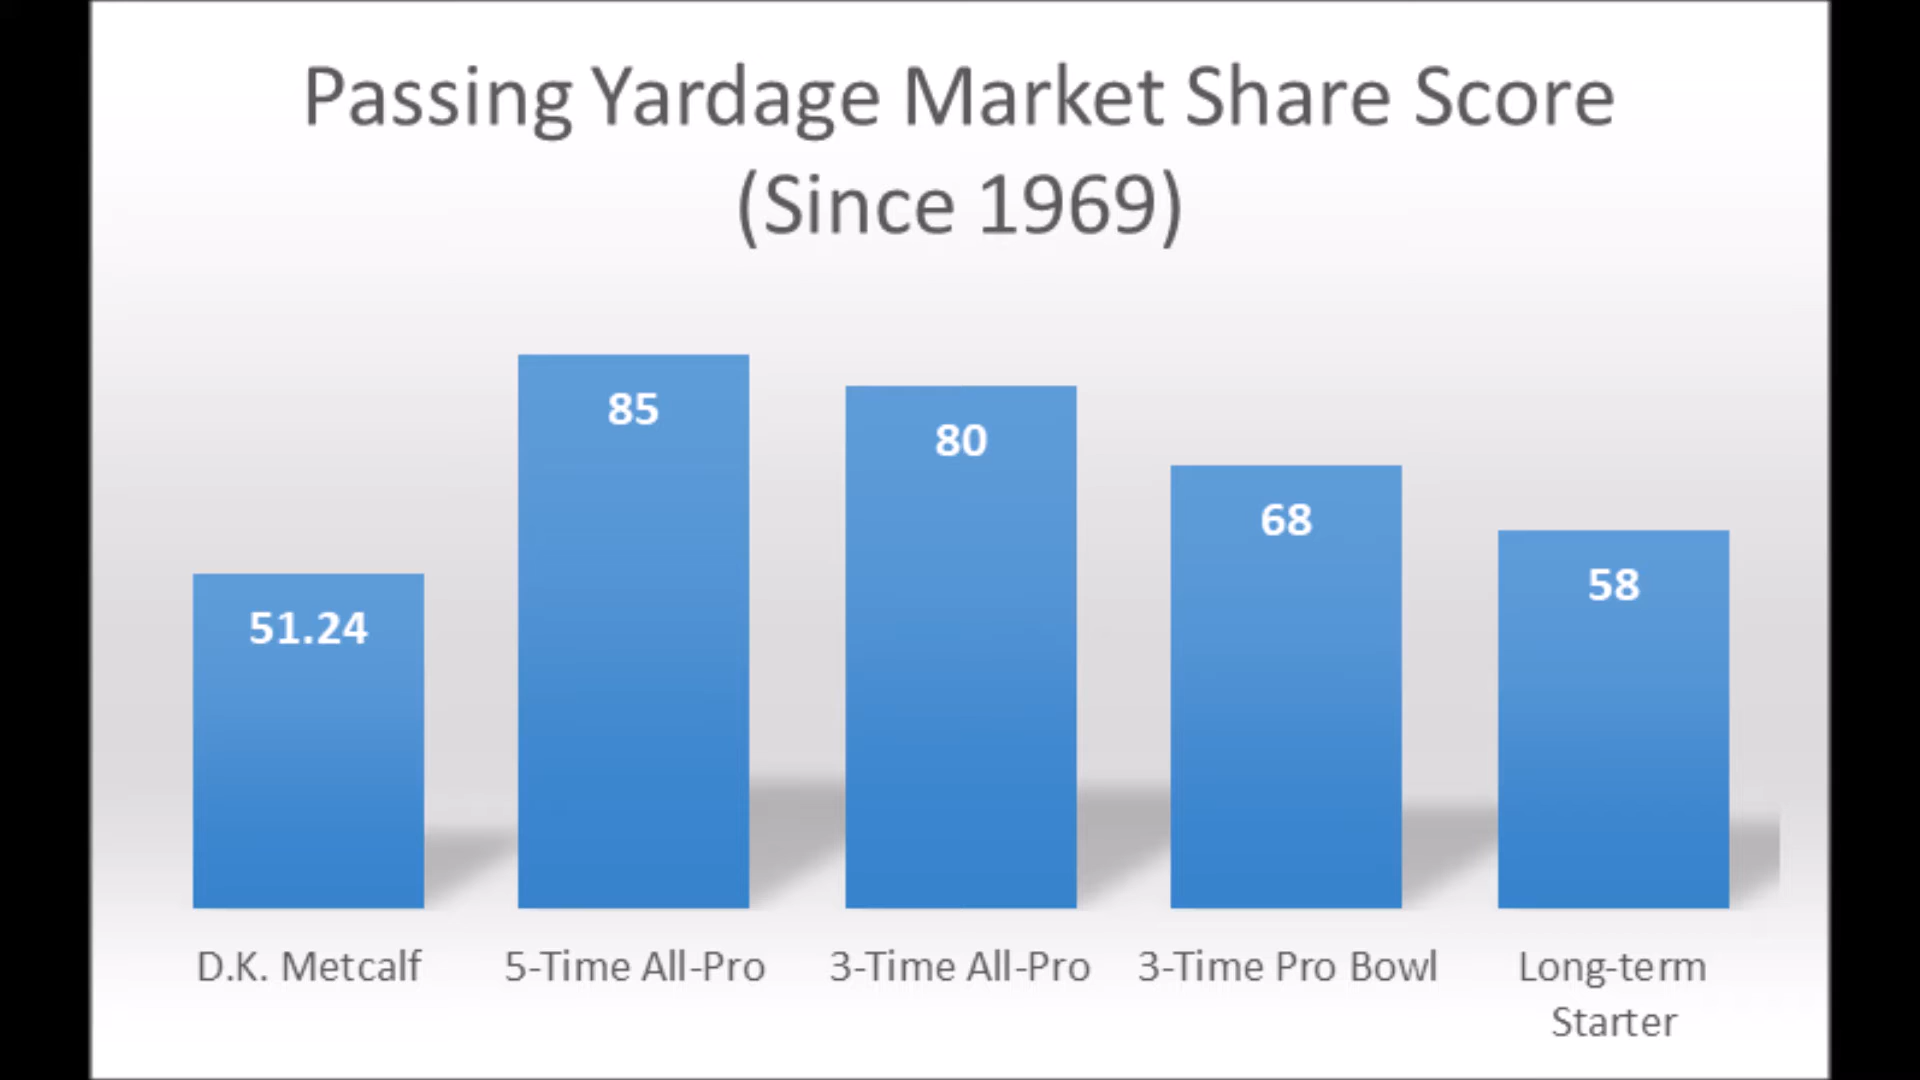 Passing Yardage Market Share Score
(Since 1969)
85
80
68
58
51.24
D.K. Metcalf
5-Time All-Pro
3-Time All-Pro
3-Time Pro Bowl
Long-term
Starter